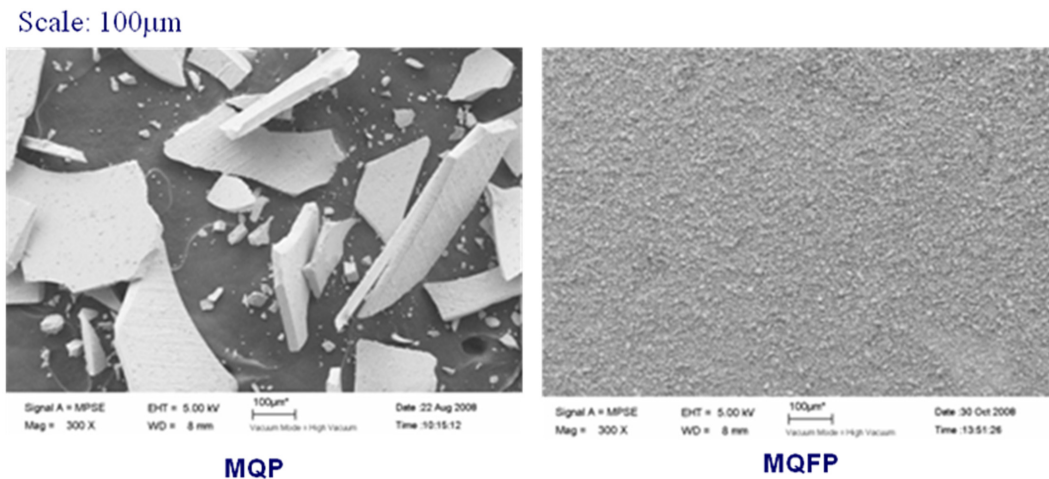 Scale: 100μm
Signal A = MPSE EHT = 5.00 kV 100μm* Date :22 Aug 2008
Mag = 300 X WD = 8 mm Vacuum Mode = High Vacuum Time :10:15:12
Signal A = MPSE EHT = 5.00 kV 100μm* Date :30 Oct 2008
Mag = 300 X WD = 8 mm Vacuum Mode = High Vacuum Time :13:51:26
MQP
MQFP